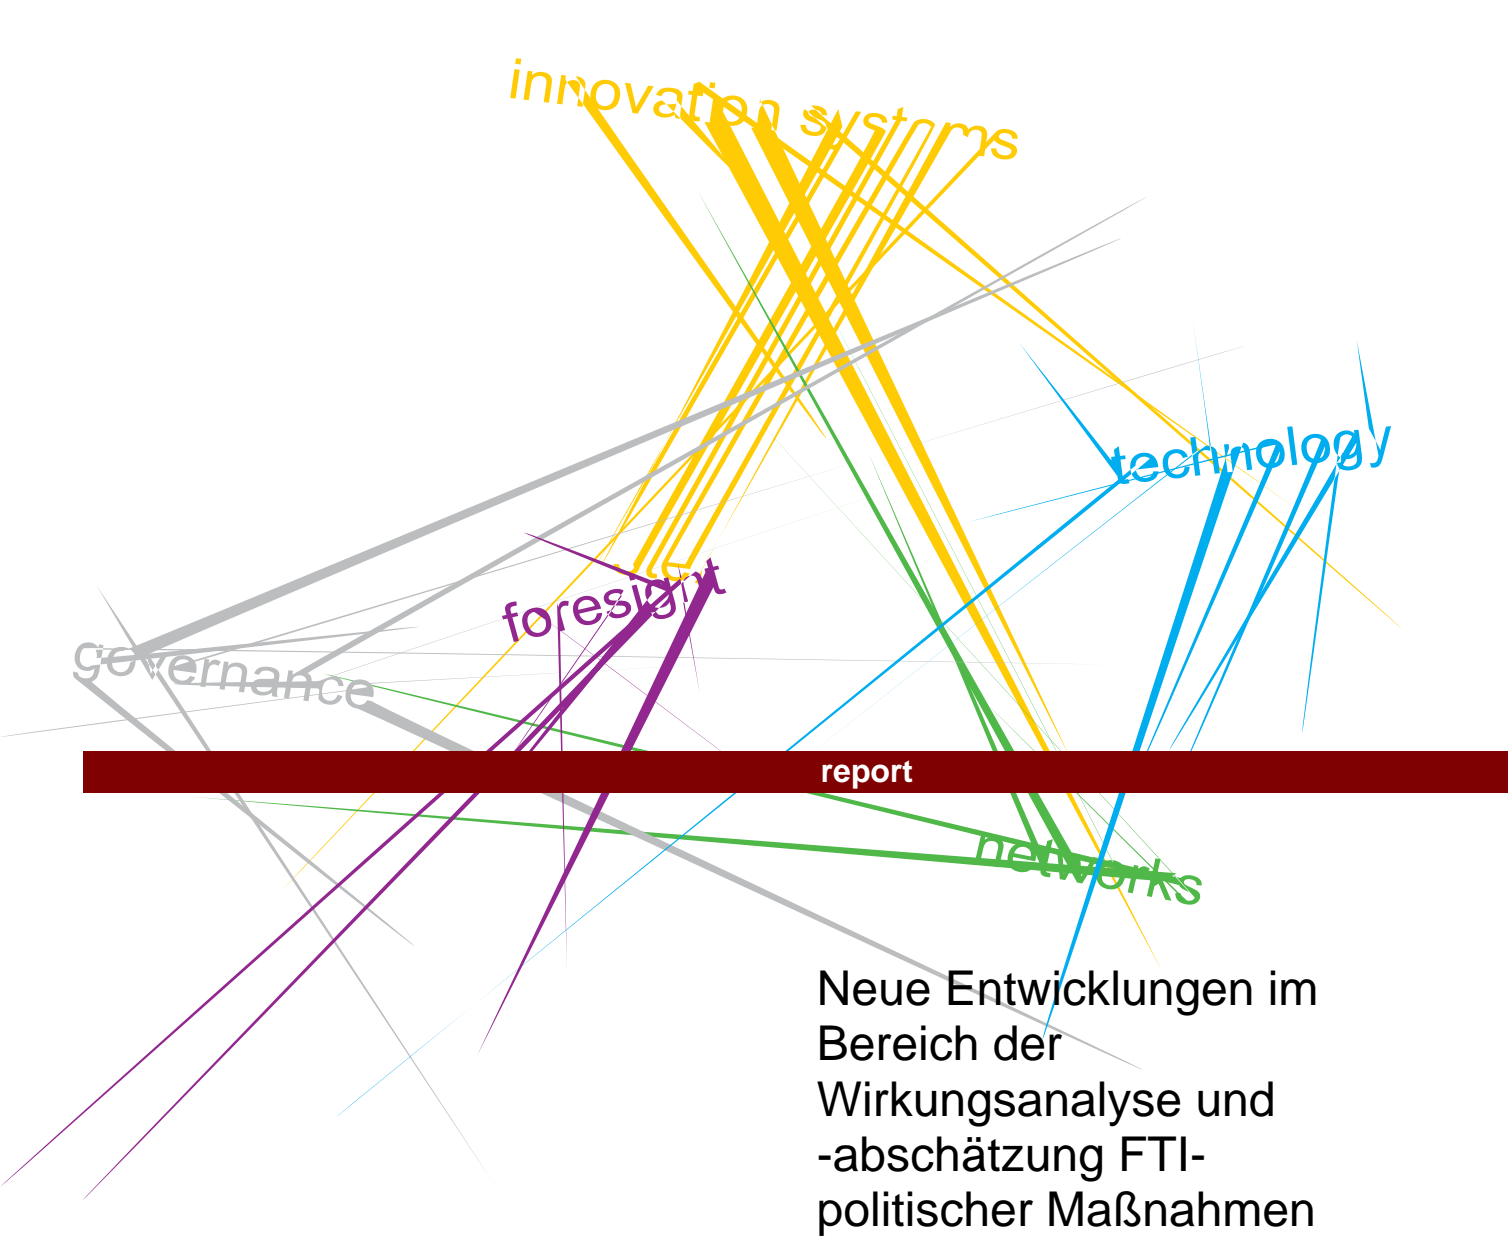 innovation systems
technology
foresight
governance
report
networks
Neue Entwicklungen im
Bereich der
Wirkungsanalyse und
-abschätzung FTI-
politischer Maßnahmen